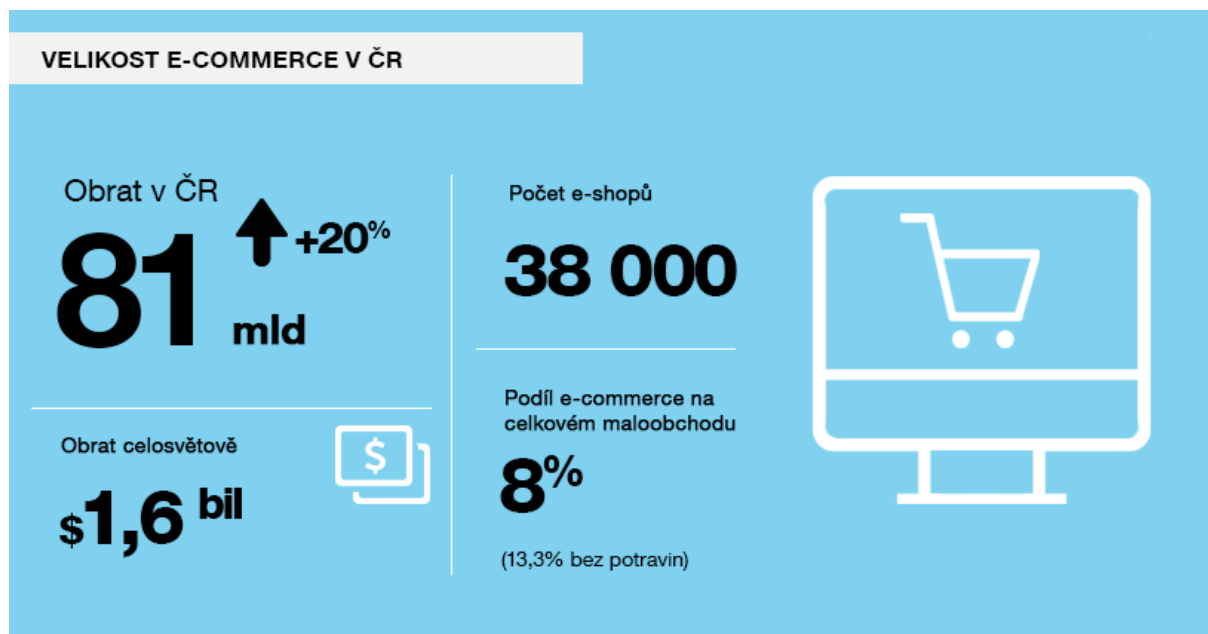 VELIKOST E-COMMERCE V ČR
Obrat v ČR
81 mld
+20%
Obrat celosvětově
$1,6 bil
$
Počet e-shopů
38 000
Podíl e-commerce na
celkovém maloobchodu
8%
(13,3% bez potravin)